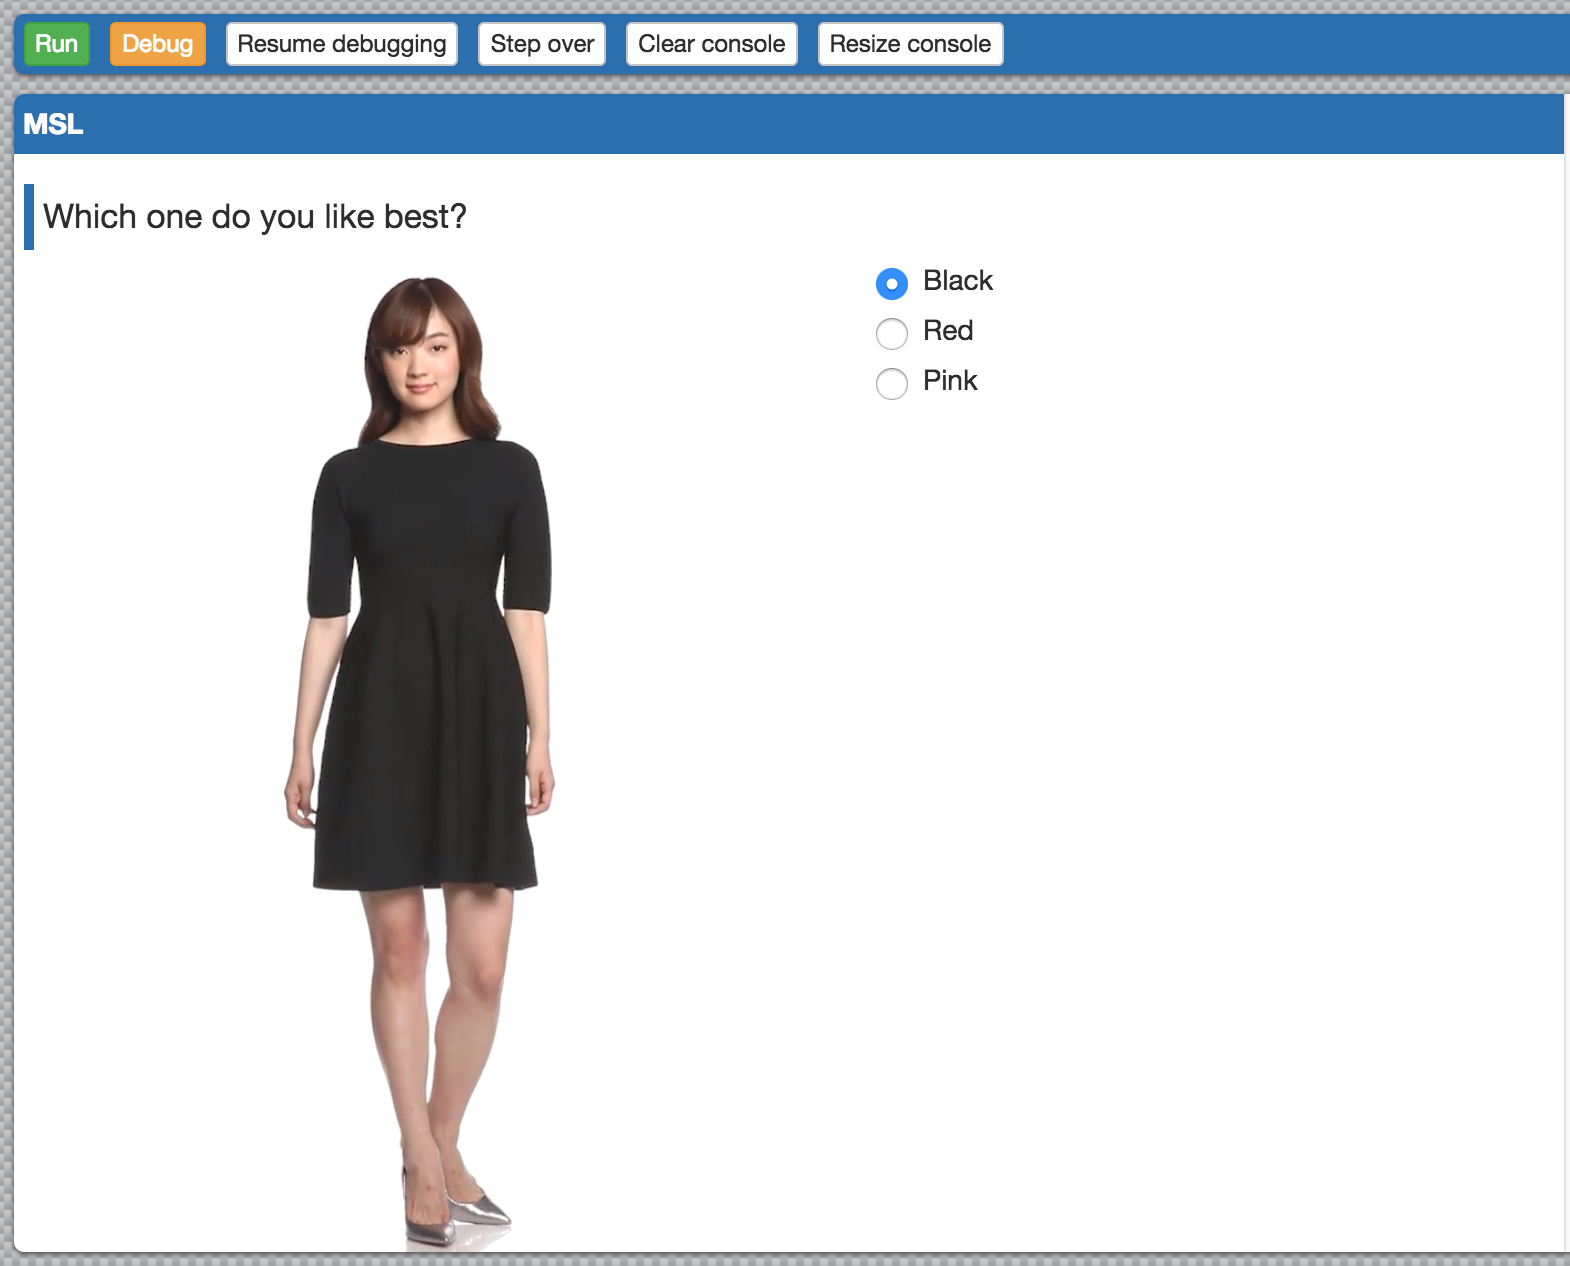 Run Debug Resume debugging Step over Clear console Resize console
MSL
Which one do you like best?
Black
Red
Pink